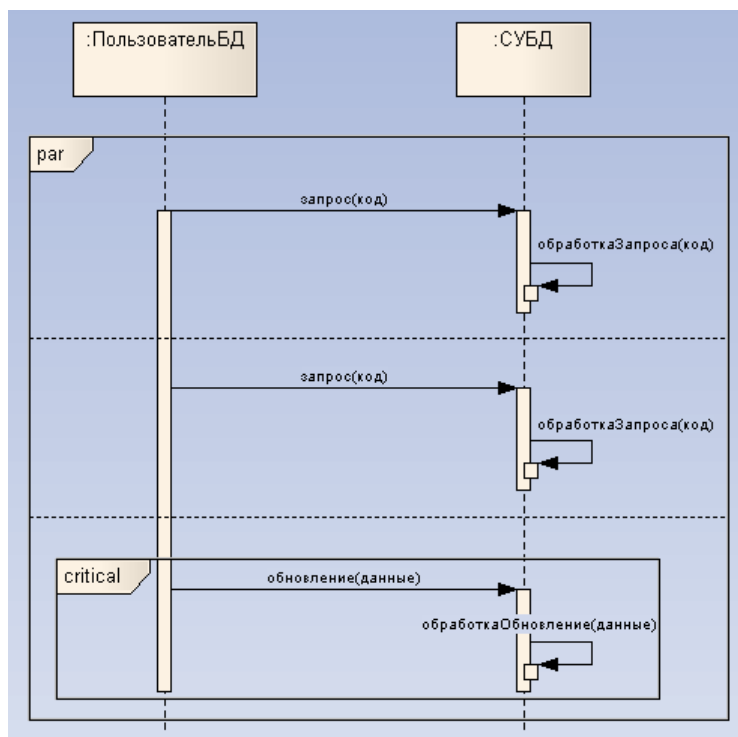 :ПользовательБД
:СУБД
par
запрос(код)
обработкаЗапроса(код)
запрос(код)
обработкаЗапроса(код)
critical
обновление(данные)
обработкаОбновление(данные)